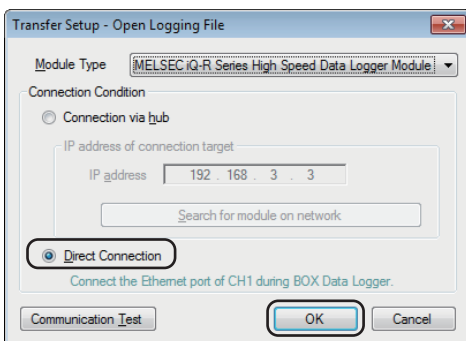 Transfer Setup - Open Logging File
Module Type MELSEC iQ-R Series High Speed Data Logger Module
Connection Condition
Connection via hub
IP address of connection target
IP address 192 . 168 . 3 . 3
Search for module on network
Direct Connection
Connect the Ethernet port of CH1 during BOX Data Logger.
Communication Test OK Cancel